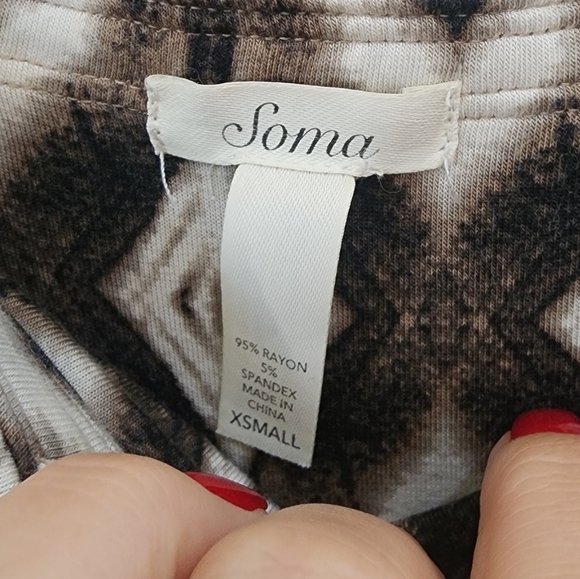 Soma
95% RAYON
5%
SPANDEX
MADE IN
CHINA
XSMALL